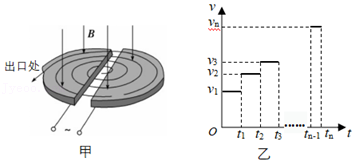 B
出口处
~
甲
v
vn
v3
v2
v1
O
t1
t2
t3
......
tn-1
tn
t
乙